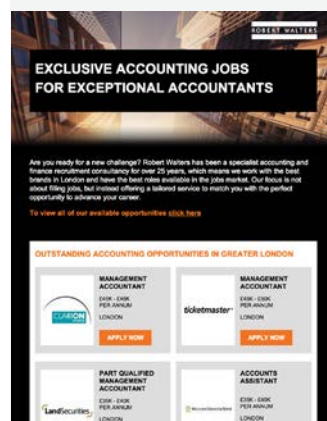 ROBERT WALTERS
EXCLUSIVE ACCOUNTING JOBS
FOR EXCEPTIONAL ACCOUNTANTS
Are you ready for a new challenge? Robert Walters has been a specialist accounting and
finance recruitment consultancy for over 25 years, which means we work with the best
brands in London and have the best roles available in the jobs market. Our focus is not
about filling jobs, but instead offering a tailored service to match you with the perfect
opportunity to advance your career.
To view all of our available opportunities click here
OUTSTANDING ACCOUNTING OPPORTUNITIES IN GREATER LONDON
MANAGEMENT
ACCOUNTANT
PER ANNUM
LONDON
CLARION
APPLY NOW
MANAGEMENT
ACCOUNTANT
PER ANNUM
LONDON
ticketmaster
APPLY NOW
PART QUALIFIED
MANAGEMENT
ACCOUNTANT
PER ANNUM
LONDON
LandSecurities
ACCOUNTS
ASSISTANT
PER ANNUM
LONDON